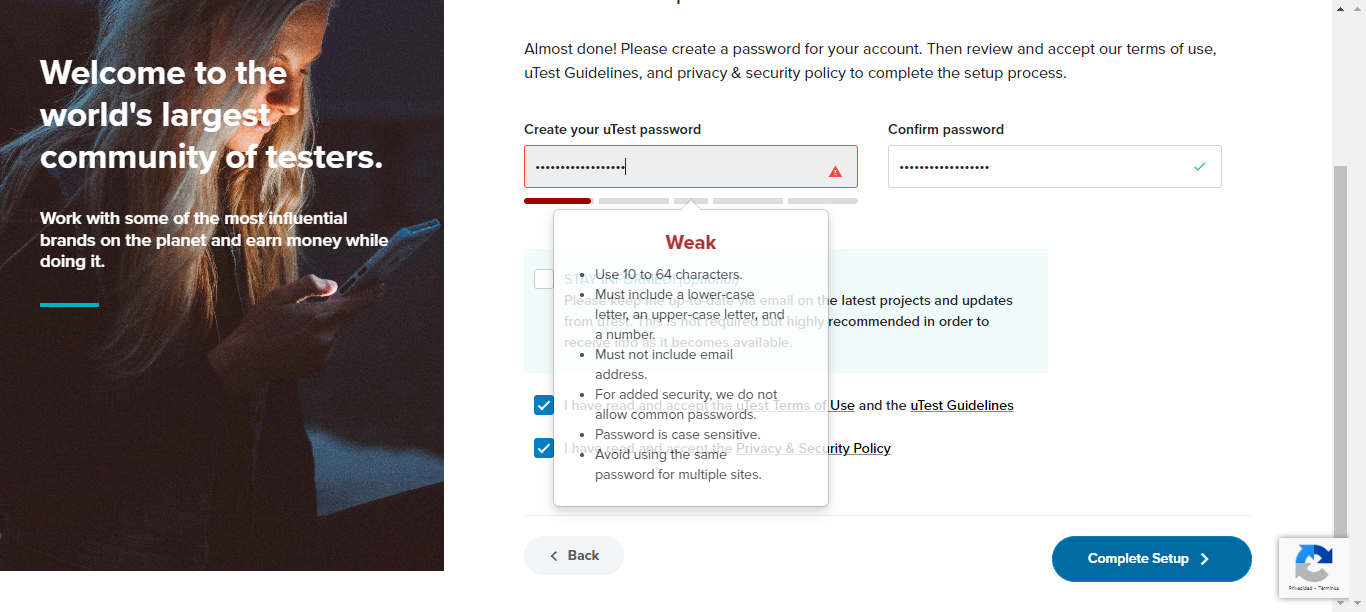 Welcome to the
world's largest
community of testers.
Work with some of the most influential
brands on the planet and earn money while
doing it.
Almost done! Please create a password for your account. Then review and accept our terms of use,
uTest Guidelines, and privacy & security policy to complete the setup process.
Create your uTest password
Confirm password
••••••••••••••••••
••••••••••••••••••
Weak
Use 10 to 64 characters.
Must include a lower-case
letter, an upper-case letter, and
a number.
Must not include email
address.
For added security, we do not
allow common passwords.
Password is case sensitive.
Avoid using the same
password for multiple sites.
STAY INFORMED! (optional)
Please keep me up-to-date via email on the latest projects and updates
from uTest. This is not required but highly recommended in order to
receive info as it becomes available.
I have read and accept the uTest Terms of Use and the uTest Guidelines
I have read and accept the Privacy & Security Policy
Back
Complete Setup
Privacidad - Términos